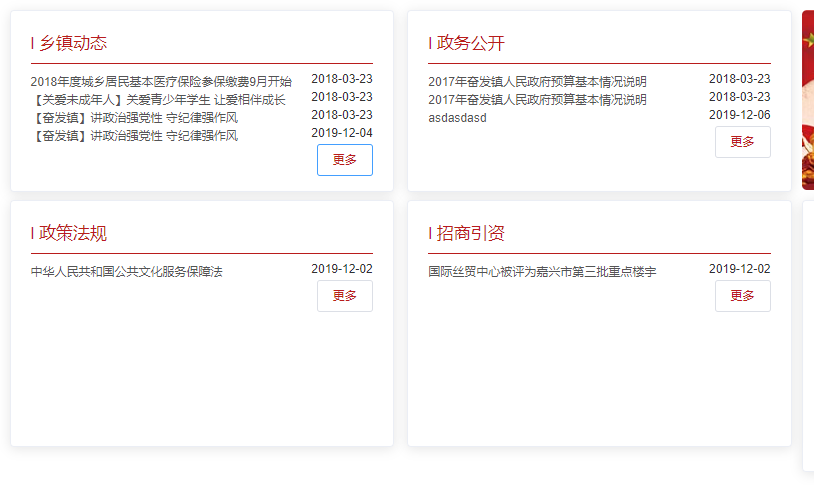 | 乡镇动态
2018年度城乡居民基本医疗保险参保缴费9月开始 2018-03-23
【关爱未成年人】关爱青少年学生 让爱相伴成长 2018-03-23
【奋发镇】讲政治强党性 守纪律强作风 2018-03-23
【奋发镇】讲政治强党性 守纪律强作风 2019-12-04
更多
| 政务公开
2017年奋发镇人民政府预算基本情况说明 2018-03-23
2017年奋发镇人民政府预算基本情况说明 2018-03-23
asdasdasd 2019-12-06
更多
| 政策法规
中华人民共和国公共文化服务保障法 2019-12-02
更多
| 招商引资
国际丝贸中心被评为嘉兴市第三批重点楼宇 2019-12-02
更多